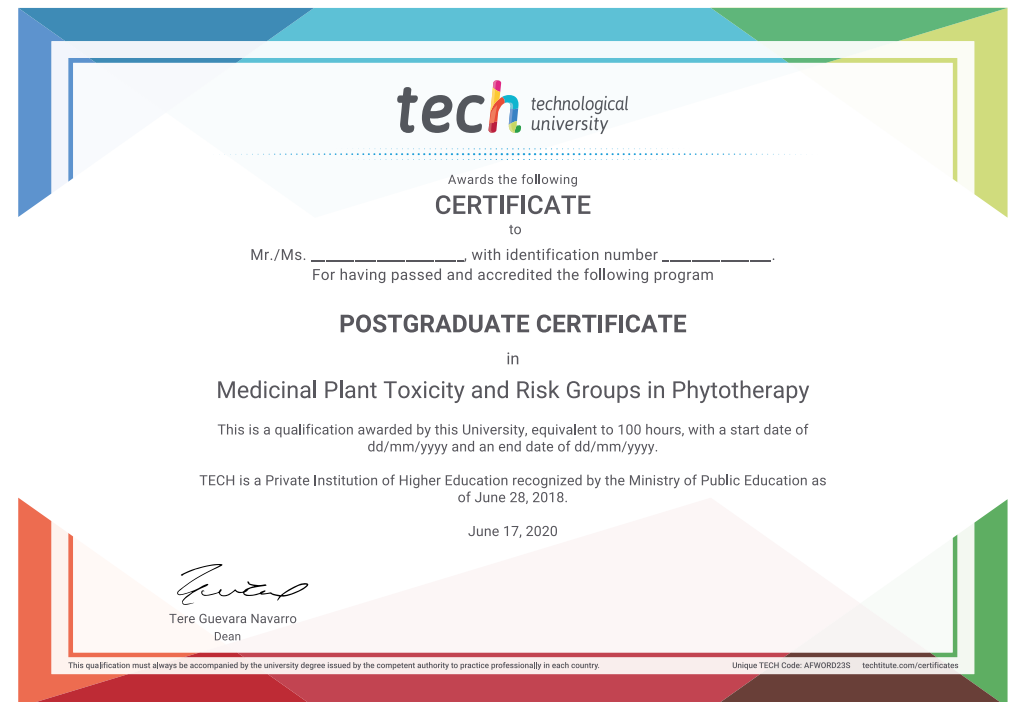 tech technological
university
Awards the following
CERTIFICATE
to
Mr./Ms. __________________, with identification number _____________.
For having passed and accredited the following program
POSTGRADUATE CERTIFICATE
in
Medicinal Plant Toxicity and Risk Groups in Phytotherapy
This is a qualification awarded by this University, equivalent to 100 hours, with a start date of
dd/mm/yyyy and an end date of dd/mm/yyyy.
TECH is a Private Institution of Higher Education recognized by the Ministry of Public Education as
of June 28, 2018.
June 17, 2020
Tere Guevara Navarro
Dean
This qualification must always be accompanied by the university degree issued by the competent authority to practice professionally in each country.
Unique TECH Code: AFWORD23S techtitute.com/certificates